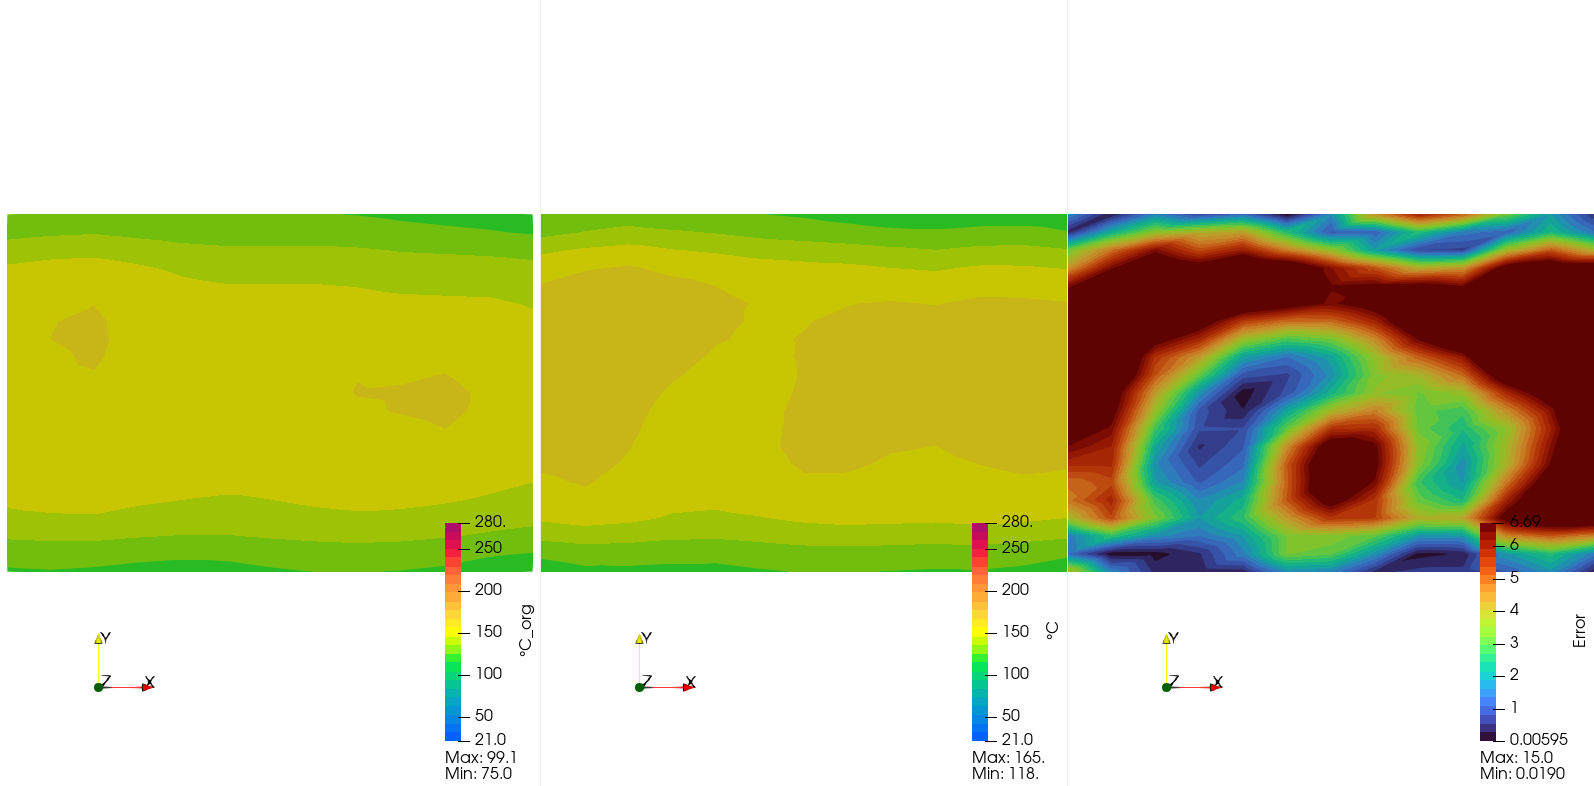 280.
250
200
150
100
50
21.0
°C_org
Max: 99.1
Min: 75.0
Y
Z
X
280.
250
200
150
100
50
21.0
°C
Max: 165.
Min: 118.
Y
Z
X
6.69
6
5
4
3
2
1
0.00595
Error
Max: 15.0
Min: 0.0190
Y
Z
X